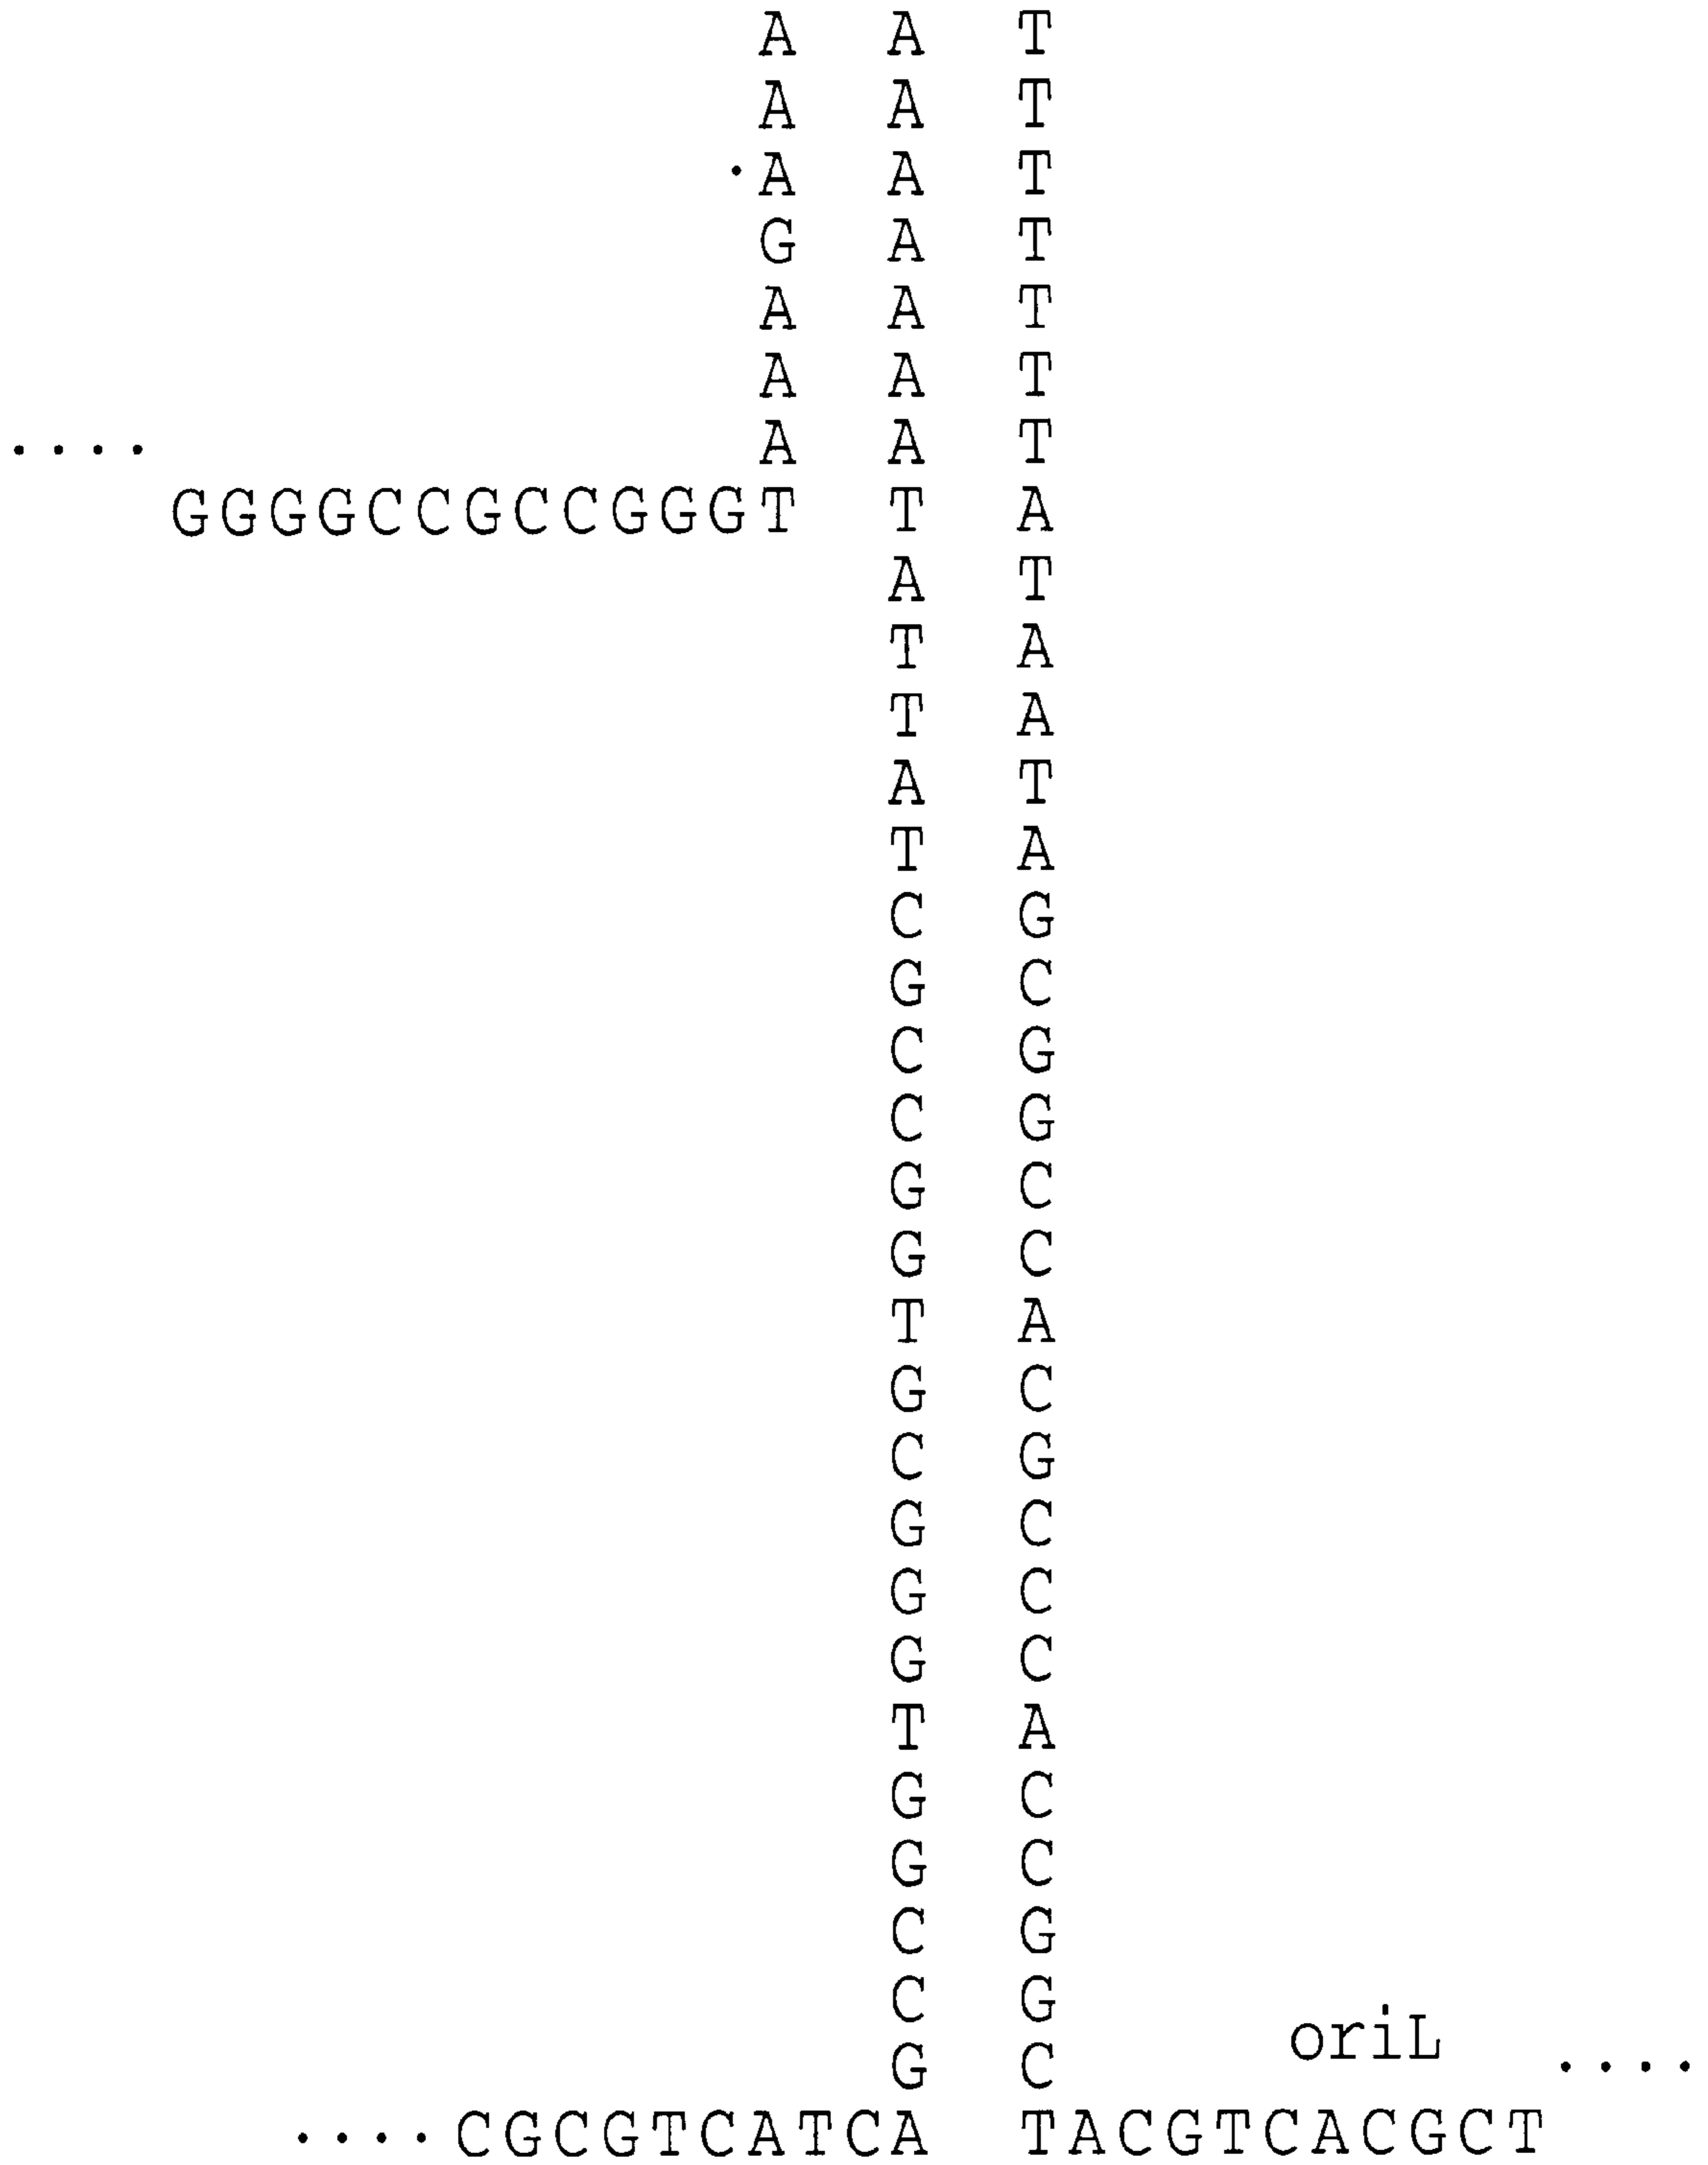 A A T
A A T
·A A T
G A T
A A T
A A T
.... A A T
GGGGCCGCCGGGT T A
A T
T A
T A
A T
T A
C G
G C
C G
C G
G C
G C
T A
G C
C G
G C
G C
G C
T A
G C
G C
C G
C G
oriL
G C ....
....CGCGTCATCA TACGTCACGCT